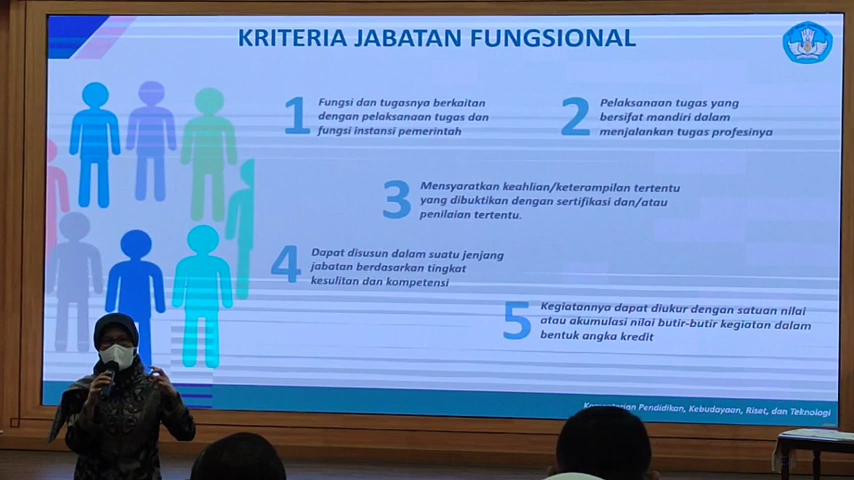 KRITERIA JABATAN FUNGSIONAL
1
Fungsi dan tugasnya berkaitan
dengan pelaksanaan tugas dan
fungsi instansi pemerintah
2
Pelaksanaan tugas yang
bersifat mandiri dalam
menjalankan tugas profesinya
3
Mensyaratkan keahlian/keterampilan tertentu
yang dibuktikan dengan sertifikasi dan/atau
penilaian tertentu.
4
Dapat disusun dalam suatu jenjang
jabatan berdasarkan tingkat
kesulitan dan kompetensi
5
Kegiatannya dapat diukur dengan satuan nilai
atau akumulasi nilai butir-butir kegiatan dalam
bentuk angka kredit
Kementerian Pendidikan, Kebudayaan, Riset, dan Teknologi